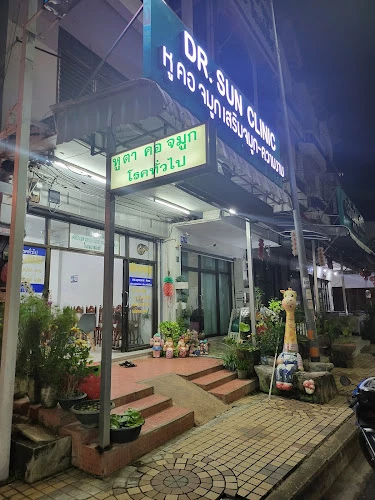 DR. SUN CLINIC
หู คอ จมูก เสริมจมูก-ความงาม
หู ตา คอ จมูก
โรคทั่วไป